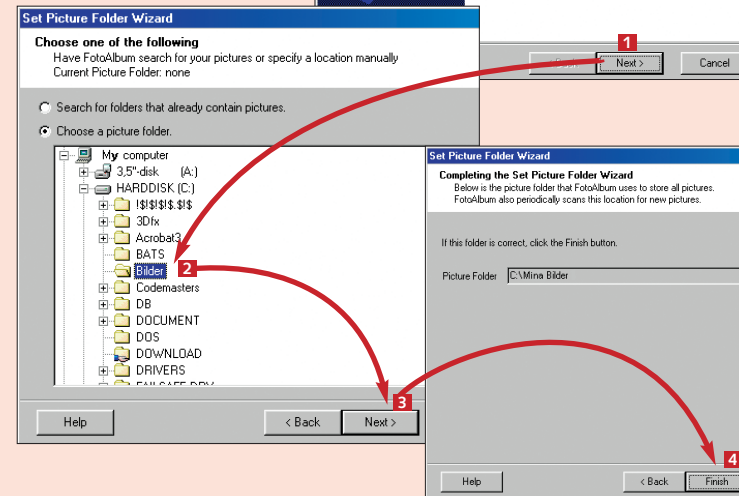 Set Picture Folder Wizard
Choose one of the following
Have FotoAlbum search for your pictures or specify a location manually
Current Picture Folder: none
Search for folders that already contain pictures.
Choose a picture folder.
My computer
3,5"-disk (A:)
HARDDISK (C:)
!$!$!$!$.$!$
3Dfx
Acrobat3
BATS
Bilder
2
Codemasters
DB
DOCUMENT
DOS
DOWNLOAD
DRIVERS
Help
< Back
Next >
3
1
Next >
Cancel
Set Picture Folder Wizard
Completing the Set Picture Folder Wizard
Below is the picture folder that FotoAlbum uses to store all pictures.
FotoAlbum also periodically scans this location for new pictures.
If this folder is correct, click the Finish button.
Picture Folder C:\Mina Bilder
4
Help
< Back
Finish